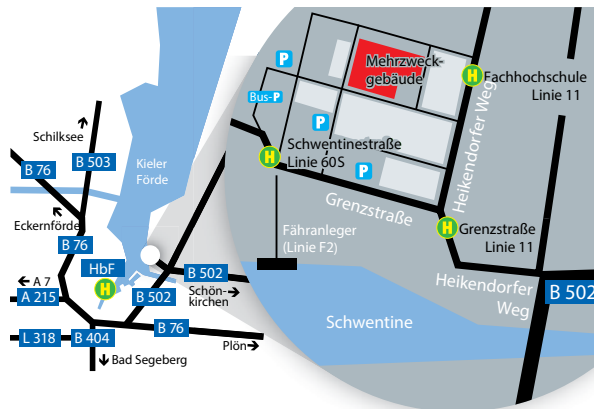 Schilksee
B 503
B 76
Kieler
Förde
Eckernförde
B 76
HbF
H
A 7
A 215
B 502
B 502
Schön-
kirchen
B 76
L 318
B 404
Plön
Bad Segeberg
P
Mehrzweck-
gebäude
H
Fachhochschule
Linie 11
Bus-P
P
Schwentinestraße
Linie 60S
H
P
Heikendorfer Weg
Grenzstraße
H
Grenzstraße
Linie 11
Fähranleger
(Linie F2)
Heikendorfer
Weg
B 502
Schwentine